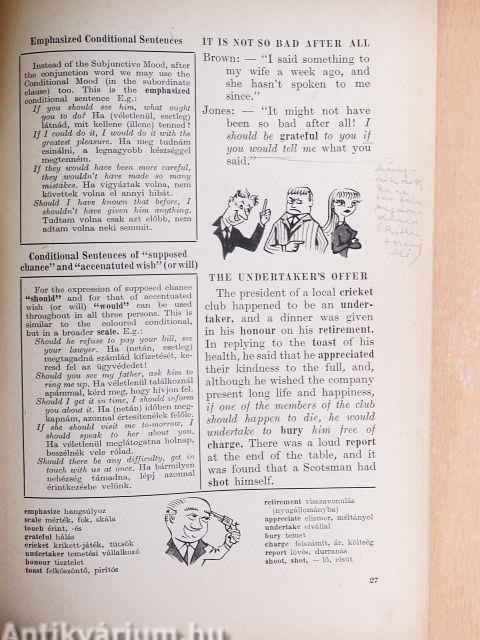 Emphasized Conditional Sentences
Instead of the Subjunctive Mood, after
the conjunction word we may use the
Conditional Mood (in the subordinate
clause) too. This is the emphasized
conditional sentence E.g.:
If you should see him, what ought
you to do? Ha (véletlenül, esetleg)
látnád, mit kellene (illene) tenned?
If I could do it, I would do it with the
greatest pleasure. Ha meg tudnám
csinálni, a legnagyobb készséggel
megtenném.
If they would have been more careful,
they wouldn't have made so many
mistakes. Ha vigyáztak volna, nem
követtek volna el annyi hibát.
Should I have known that before, I
shouldn't have given him anything.
Tudtam volna csak azt előbb, nem
adtam volna neki semmit.
Conditional Sentences of "supposed
chance" and "accenatuted wish" (or will)
For the expression of supposed chance
"should" and for that of accentuated
wish (or will) "would" can be used
throughout in all three persons. This is
similar to the coloured conditional,
but in a broader scale. E.g.:
Should he refuse to pay your bill, see
your lawyer. Ha (netán, esetleg)
megtagadná számlád kifizetését, ke-
resd fel az ügyvédedet!
Should you see my father, ask him to
ring me up. Ha véletlenül találkoznál
apámmal, kérd meg, hogy hívjon fel.
Should I get it in time, I should inform
you about it. Ha (netán) időben meg-
kapnám, azonnal értesítenélek felőle.
If she should visit me to-morrow, I
should speak to her about you.
Ha véletlenül meglátogatna holnap,
beszélnék vele rólad.
Should there be any difficulty, get in
touch with us at once. Ha bármilyen
nehézség támadna, lépj azonnal
érintkezésbe velünk.
IT IS NOT SO BAD AFTER ALL
Brown: — "I said something to
my wife a week ago, and
she hasn't spoken to me
since."
Jones: — "It might not have
been so bad after all! I
should be grateful to you if
you would tell me what you
said."
THE UNDERTAKER'S OFFER
The president of a local cricket
club happened to be an under-
taker, and a dinner was given
in his honour on his retirement.
In replying to the toast of his
health, he said that he appreciated
their kindness to the full, and,
although he wished the company
present long life and happiness,
if one of the members of the club
should happen to die, he would
undertake to bury him free of
charge. There was a loud report
at the end of the table, and it
was found that a Scotsman had
shot himself.
emphasize hangsúlyoz
scale mérték, fok, skála
touch érint, -és
grateful hálás
cricket krikett-játék, tücsök
undertaker temetési vállalkozó
honour tisztelet
toast felköszöntő, pirítós
retirement visszavonulás
(nyugállományba)
appreciate elismer, méltányol
undertake elvállal
bury temet
charge felszámít, ár, költség
report lövés, durranás
shoot, shot, — lő, elsüt
27
Antikvárium.hu